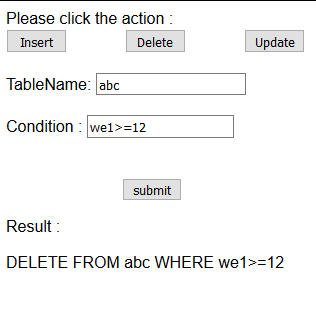 Please click the action :
Insert Delete Update
TableName: abc
Condition : we1>=12
submit
Result :
DELETE FROM abc WHERE we1>=12